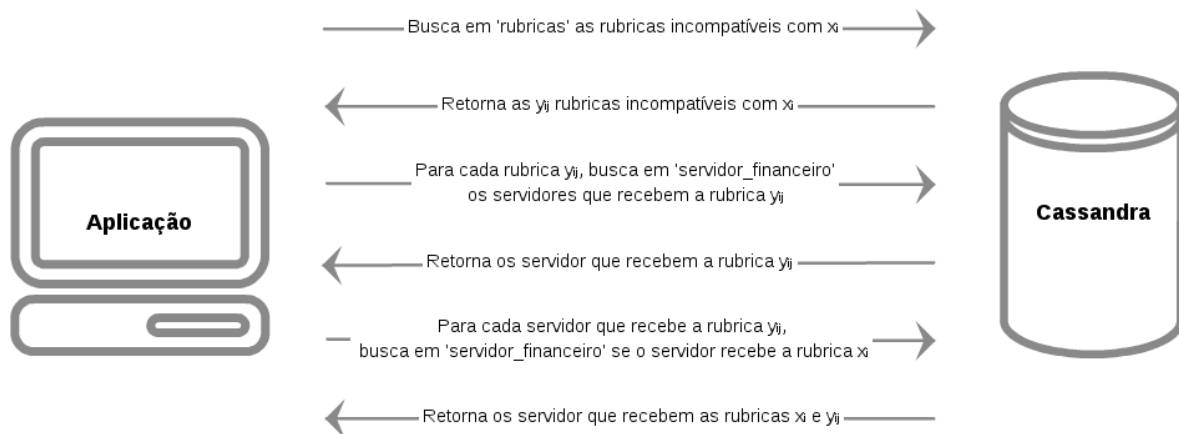 Busca em 'rubricas' as rubricas incompatíveis com xi
Retorna as yij rubricas incompatíveis com xi
Para cada rubrica yij, busca em 'servidor_financeiro'
os servidores que recebem a rubrica yij
Aplicação
Cassandra
Retorna os servidor que recebem a rubrica yij
Para cada servidor que recebe a rubrica yij,
busca em 'servidor_financeiro' se o servidor recebe a rubrica xi
Retorna os servidor que recebem as rubricas xi e yij